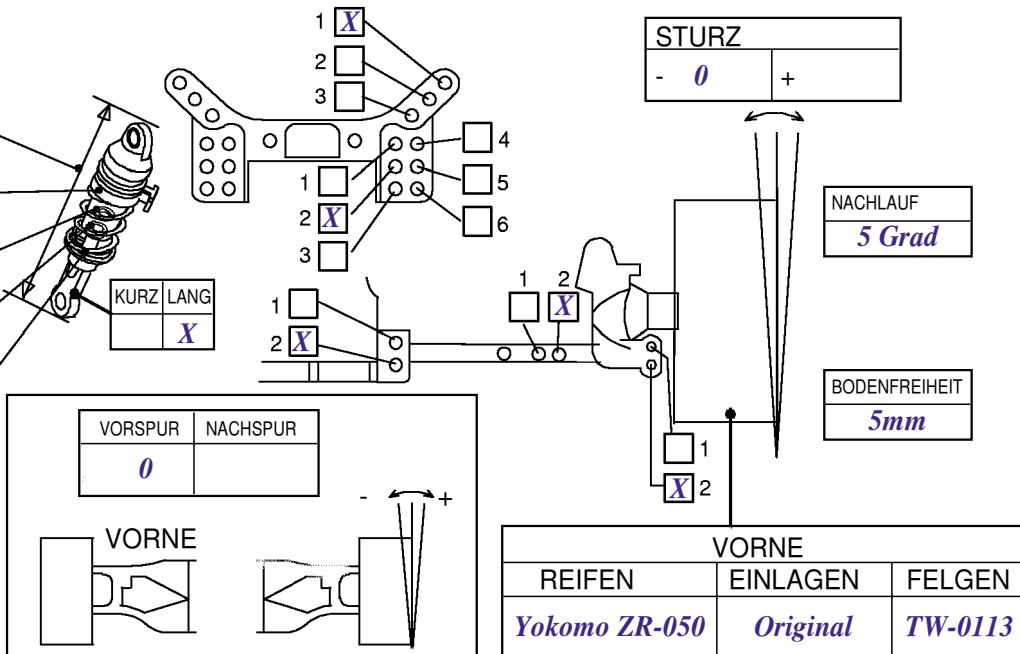 1 X
2
3
4
5
6
1
2 X
3
STURZ
- 0 +
NACHLAUF
5 Grad
KURZ LANG
X
1
2 X
1 2
X
BODENFREIHEIT
5mm
1
X 2
VORSPUR NACHSPUR
0
- +
VORNE
VORNE
REIFEN EINLAGEN FELGEN
Yokomo ZR-050 Original TW-0113